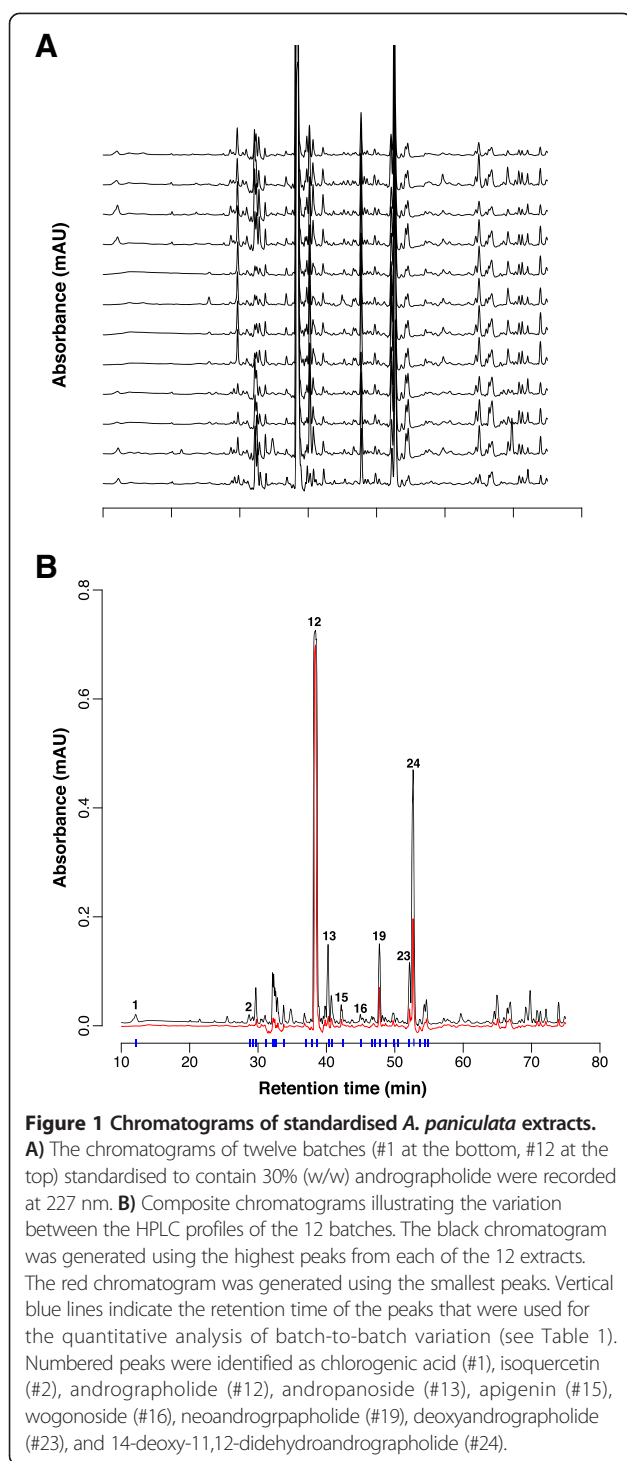 A
Absorbance (mAU)
B
0.8
0.6
0.4
0.2
0.0
Absorbance (mAU)
12
24
13
19
23
15
16
1
2
10 20 30 40 50 60 70 80
Retention time (min)
Figure 1 Chromatograms of standardised A. paniculata extracts.
A) The chromatograms of twelve batches (#1 at the bottom, #12 at the
top) standardised to contain 30% (w/w) andrographolide were recorded
at 227 nm. B) Composite chromatograms illustrating the variation
between the HPLC profiles of the 12 batches. The black chromatogram
was generated using the highest peaks from each of the 12 extracts.
The red chromatogram was generated using the smallest peaks. Vertical
blue lines indicate the retention time of the peaks that were used for
the quantitative analysis of batch-to-batch variation (see Table 1).
Numbered peaks were identified as chlorogenic acid (#1), isoquercetin
(#2), andrographolide (#12), andropanoside (#13), apigenin (#15),
wogonoside (#16), neoandrogrpapholide (#19), deoxyandrographolide
(#23), and 14-deoxy-11,12-didehydroandrographolide (#24).